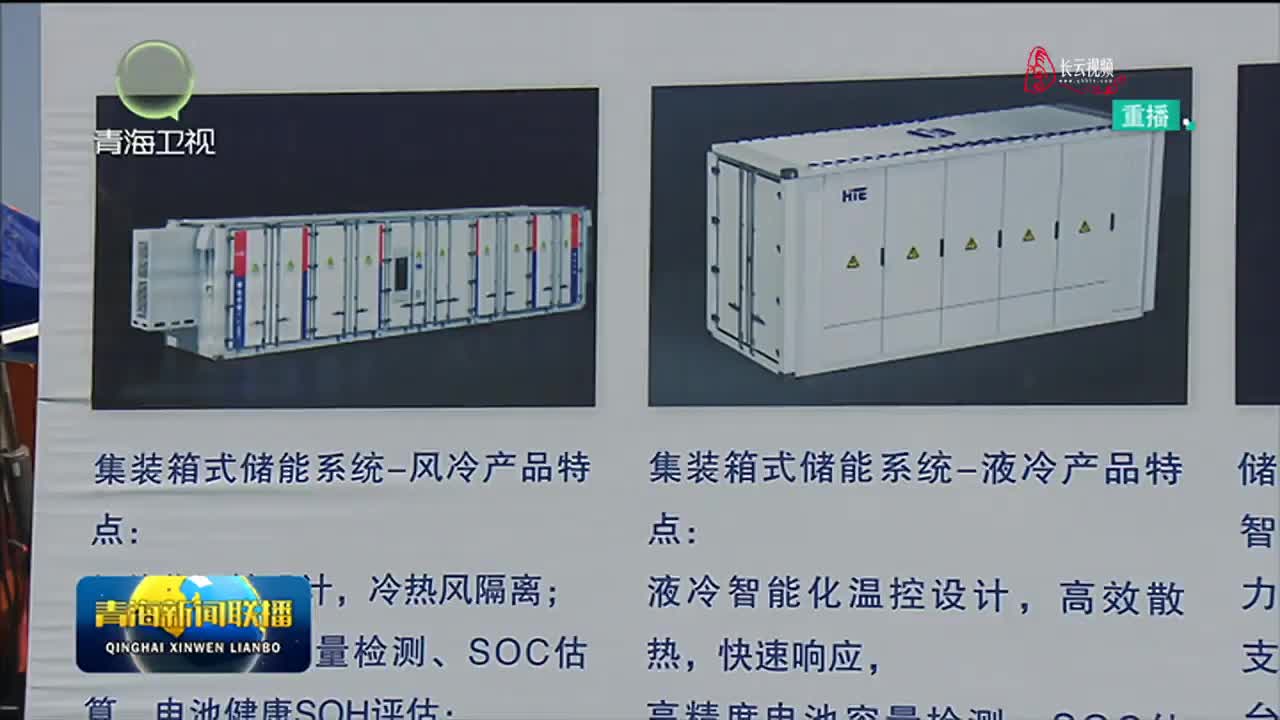 青海卫视
长云视频
重播
HTE
集装箱式储能系统-风冷产品特
点：
计，冷热风隔离；
量检测、SOC估
算、电池健康SOH评估；
集装箱式储能系统-液冷产品特
点：
液冷智能化温控设计，高效散
热，快速响应，
高精度电池容量检测、SOC估
储
智
力
支
台
青海新闻联播
QINGHAI XINWEN LIANBO